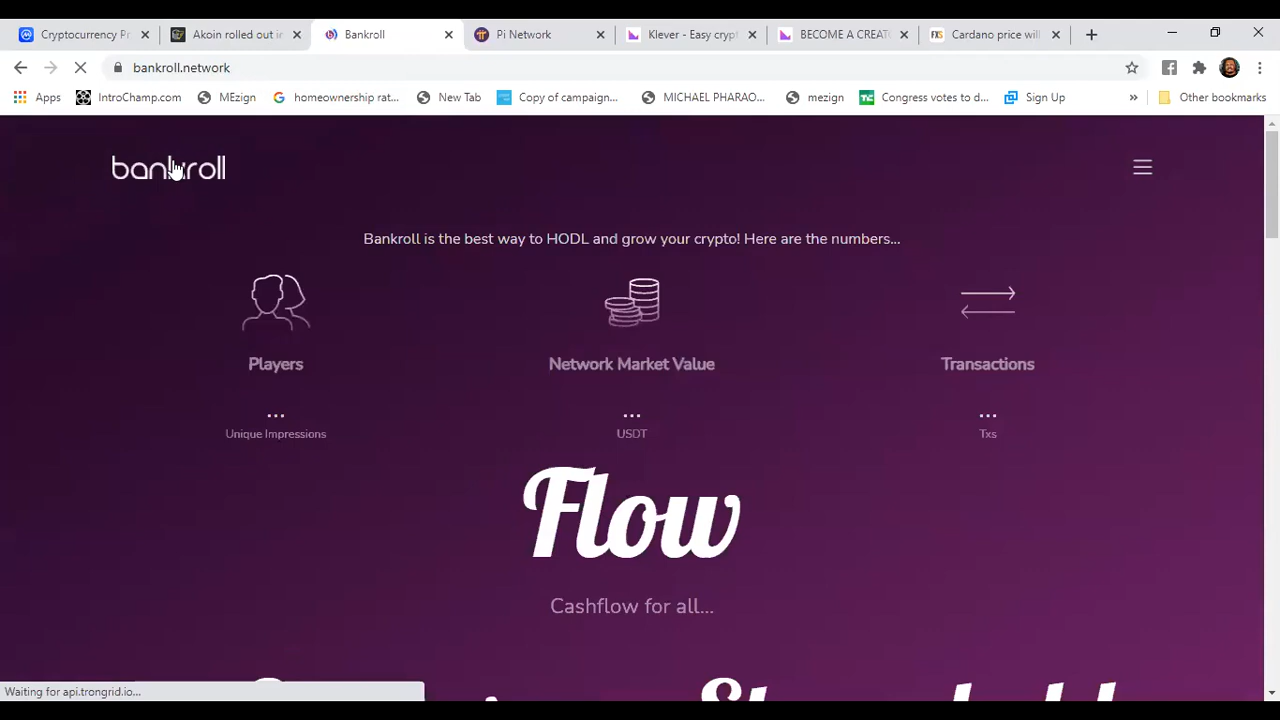 Cryptocurrency Pr
Akoin rolled out in
Bankroll
Pi Network
Klever - Easy crypt
BECOME A CREATO
Cardano price will
bankroll.network
Apps
IntroChamp.com
MEzign
homeownership rat...
New Tab
Copy of campaign...
MICHAEL PHARAO...
mezign
Congress votes to d...
Sign Up
»
Other bookmarks
bankroll
Bankroll is the best way to HODL and grow your crypto! Here are the numbers...
Players
Network Market Value
Transactions
...
...
...
Unique Impressions
USDT
Txs
Flow
Cashflow for all...
Waiting for api.trongrid.io...